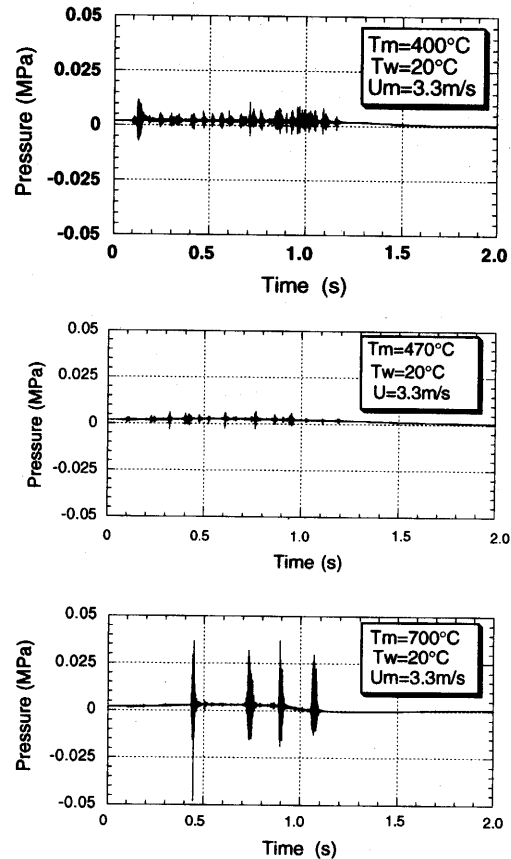 Pressure (MPa)
0.05
0.025
0
-0.025
-0.05
Tm=400°C
Tw=20°C
Um=3.3m/s
0 0.5 1.0 1.5 2.0
Time (s)
Pressure (MPa)
0.05
0.025
0
-0.025
-0.05
Tm=470°C
Tw=20°C
U=3.3m/s
0 0.5 1.0 1.5 2.0
Time (s)
Pressure (MPa)
0.05
0.025
0
-0.025
-0.05
Tm=700°C
Tw=20°C
Um=3.3m/s
0 0.5 1.0 1.5 2.0
Time (s)